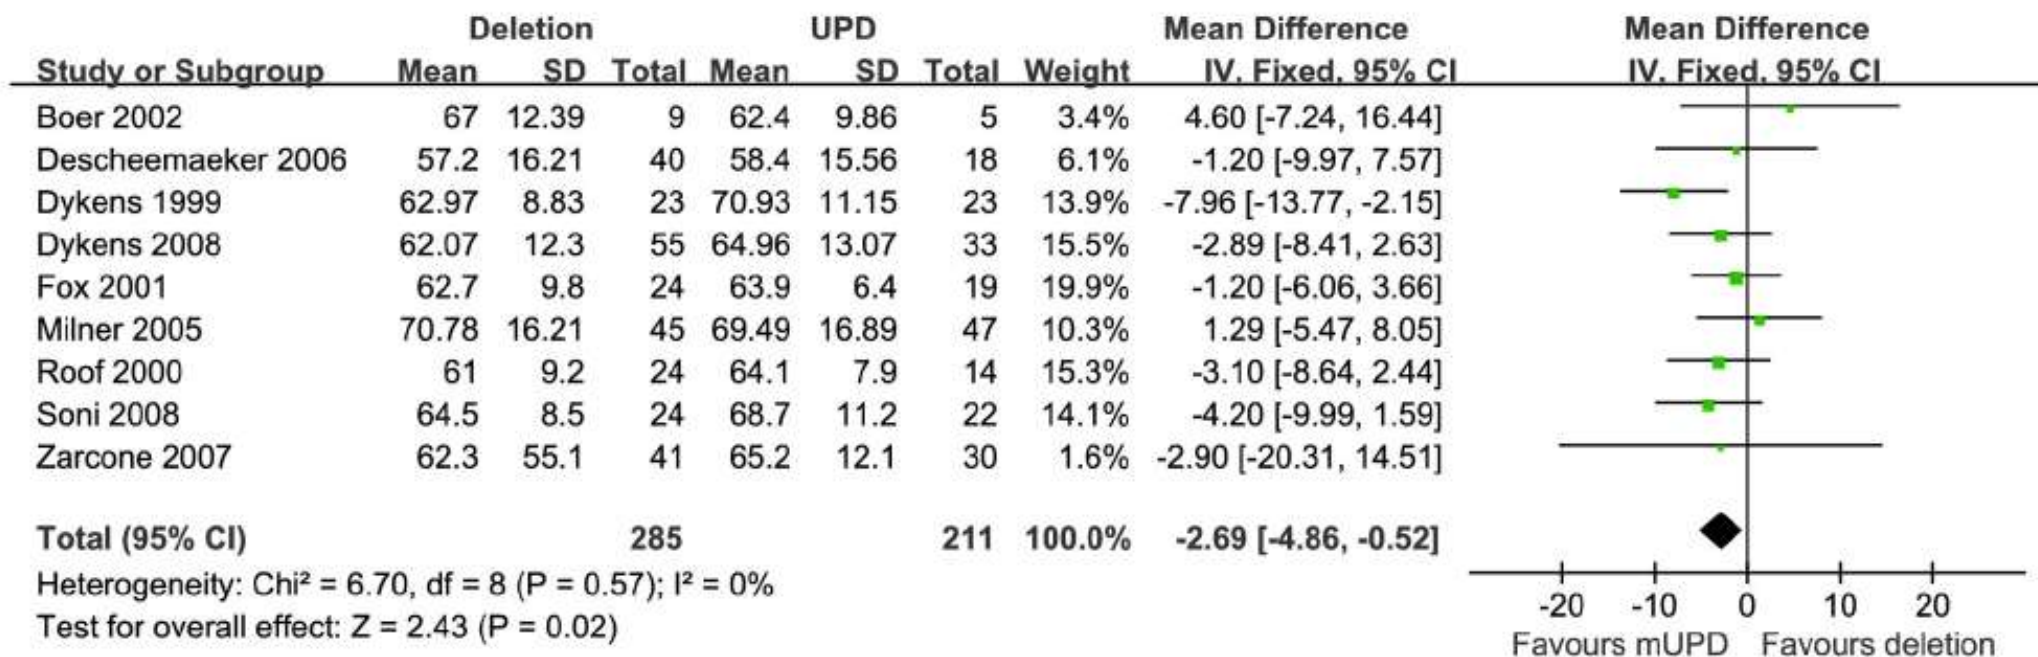 Deletion UPD Mean Difference Mean Difference
Study or Subgroup Mean SD Total Mean SD Total Weight IV, Fixed, 95% CI IV, Fixed, 95% CI
Boer 2002 67 12.39 9 62.4 9.86 5 3.4% 4.60 [-7.24, 16.44]
Descheemaeker 2006 57.2 16.21 40 58.4 15.56 18 6.1% -1.20 [-9.97, 7.57]
Dykens 1999 62.97 8.83 23 70.93 11.15 23 13.9% -7.96 [-13.77, -2.15]
Dykens 2008 62.07 12.3 55 64.96 13.07 33 15.5% -2.89 [-8.41, 2.63]
Fox 2001 62.7 9.8 24 63.9 6.4 19 19.9% -1.20 [-6.06, 3.66]
Milner 2005 70.78 16.21 45 69.49 16.89 47 10.3% 1.29 [-5.47, 8.05]
Roof 2000 61 9.2 24 64.1 7.9 14 15.3% -3.10 [-8.64, 2.44]
Soni 2008 64.5 8.5 24 68.7 11.2 22 14.1% -4.20 [-9.99, 1.59]
Zarcone 2007 62.3 55.1 41 65.2 12.1 30 1.6% -2.90 [-20.31, 14.51]
Total (95% CI) 285 211 100.0% -2.69 [-4.86, -0.52]
Heterogeneity: Chi² = 6.70, df = 8 (P = 0.57); I² = 0%
Test for overall effect: Z = 2.43 (P = 0.02)
-20 -10 0 10 20
Favours mUPD Favours deletion